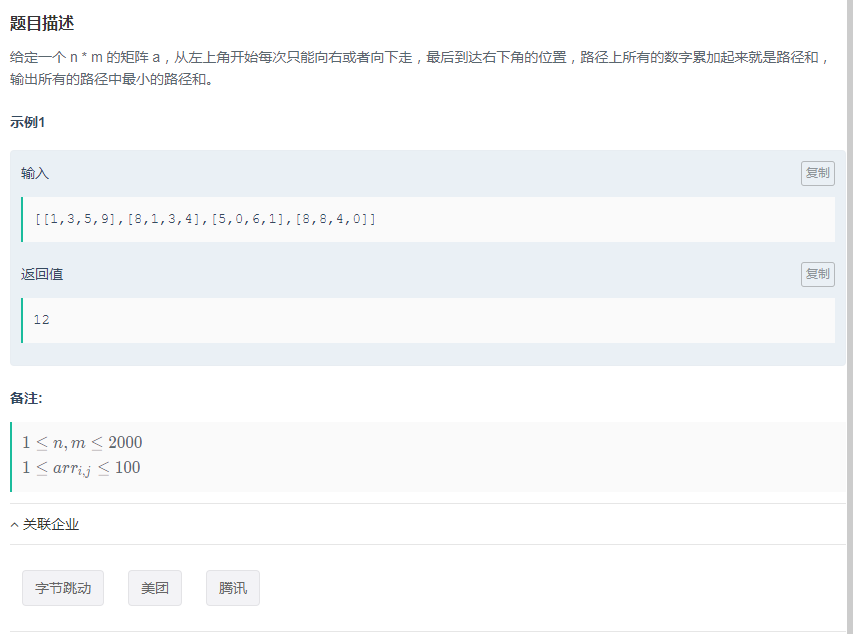 题目描述
给定一个 n * m 的矩阵 a，从左上角开始每次只能向右或者向下走，最后到达右下角的位置，路径上所有的数字累加起来就是路径和，
输出所有的路径中最小的路径和。
示例1
输入
复制
[[1,3,5,9],[8,1,3,4],[5,0,6,1],[8,8,4,0]]
返回值
复制
12
备注:
1 ≤ n, m ≤ 2000
1 ≤ arr_{i,j} ≤ 100
关联企业
字节跳动 美团 腾讯